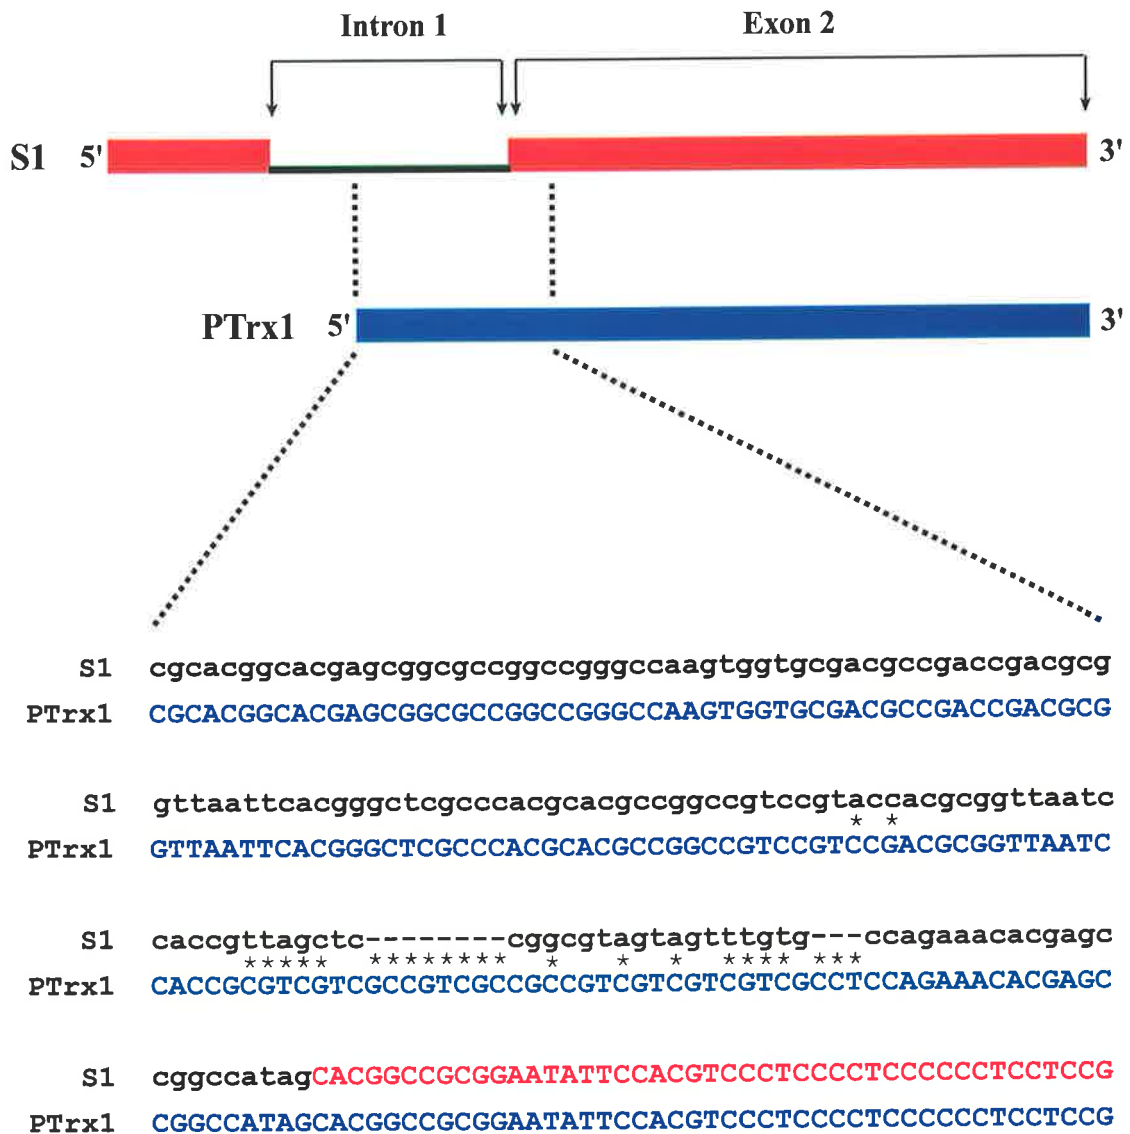 Intron 1 Exon 2
S1 5' 3'
PTrx1 5' 3'
S1 cgcacggcacgagcggcgccggccgggccaagtggtgcgacgccgaccgacgcg
PTrx1 CGCACGGCACGAGCGGCGCCGGCCGGGCCAAGTGGTGCGACGCCGACCGACGCG
S1 gttaattcacgggctcgcccacgcacgccggccgtccgtaccacgcggttaatc
* *
PTrx1 GTTAATTCACGGGCTCGCCCACGCACGCCGGCCGTCCGTCCGACGCGGTTAATC
S1 caccgttagctc--------cggcgtagtagtttgtg---ccagaaacacgagc
***** ******** * * * **** ***
PTrx1 CACCGCGTCGTCGCCGTCGCCGCCGTCGTCGTCGTCGCCTCCAGAAACACGAGC
S1 cggccatagCACGGCCGCGGAATATTCCACGTCCCTCCCCTCCCCCCTCCTCCG
PTrx1 CGGCCATAGCACGGCCGCGGAATATTCCACGTCCCTCCCCTCCCCCCTCCTCCG